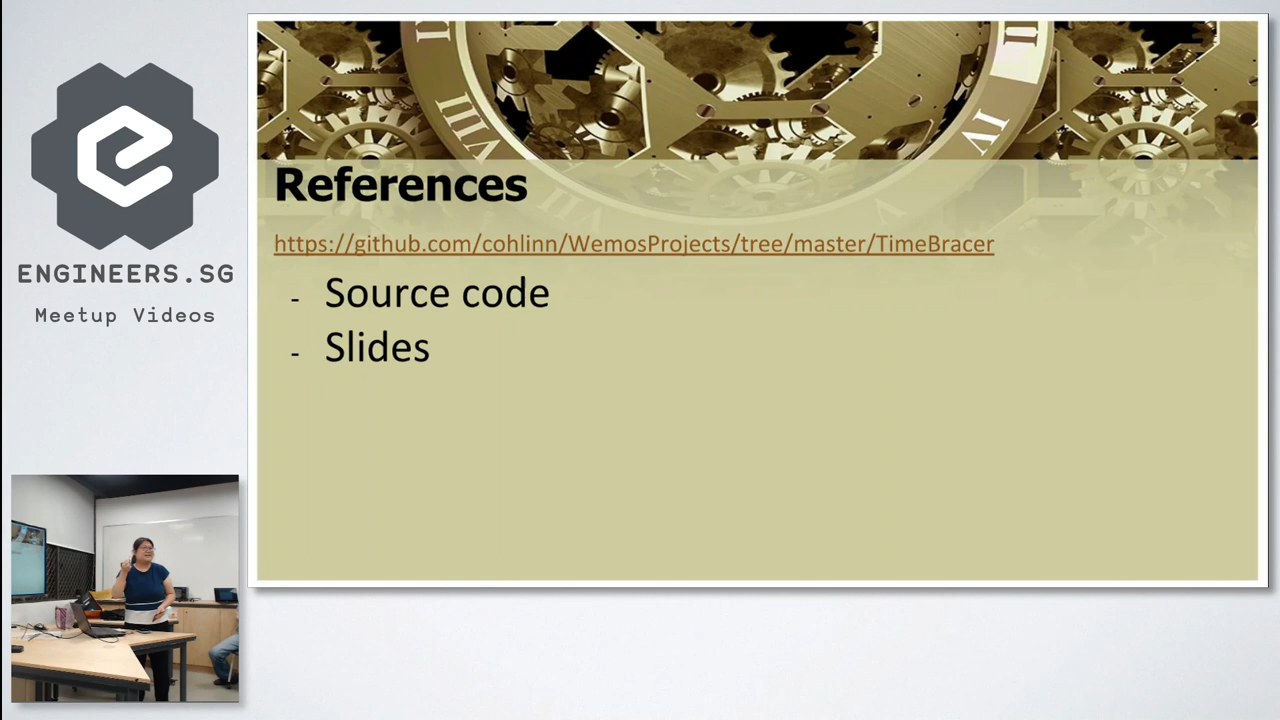 ENGINEERS.SG
Meetup Videos
References
https://github.com/cohlinn/WemosProjects/tree/master/TimeBracer
- Source code
- Slides